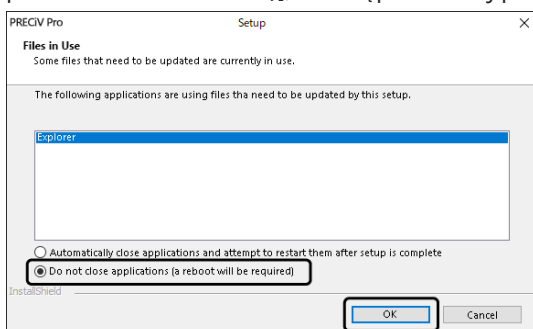 PRECiV Pro Setup
Files in Use
Some files that need to be updated are currently in use.
The following applications are using files tha need to be updated by this setup.
Explorer
Automatically close applications and attempt to restart them after setup is complete
Do not close applications (a reboot will be required)
InstallShield
OK Cancel